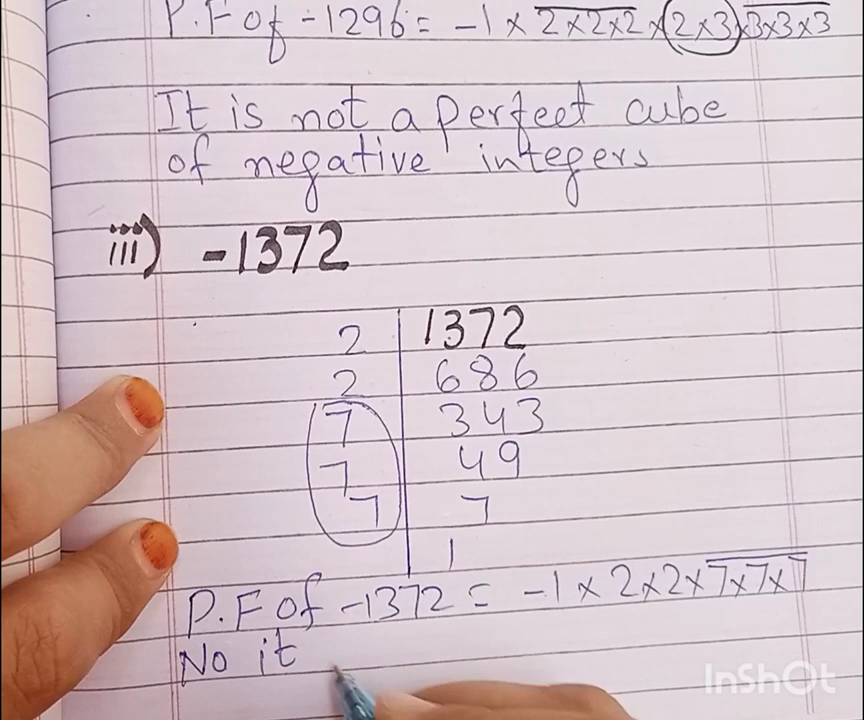 P.F of -1296 = -1 × 2×2×2 × 2×3 ×3×3×3
It is not a perfect cube
of negative integers
iii) -1372
2 | 1372
2 | 686
7 | 343
7 | 49
7 | 7
1
P.F of -1372 = -1 × 2×2×7×7×7
No it
InShOt